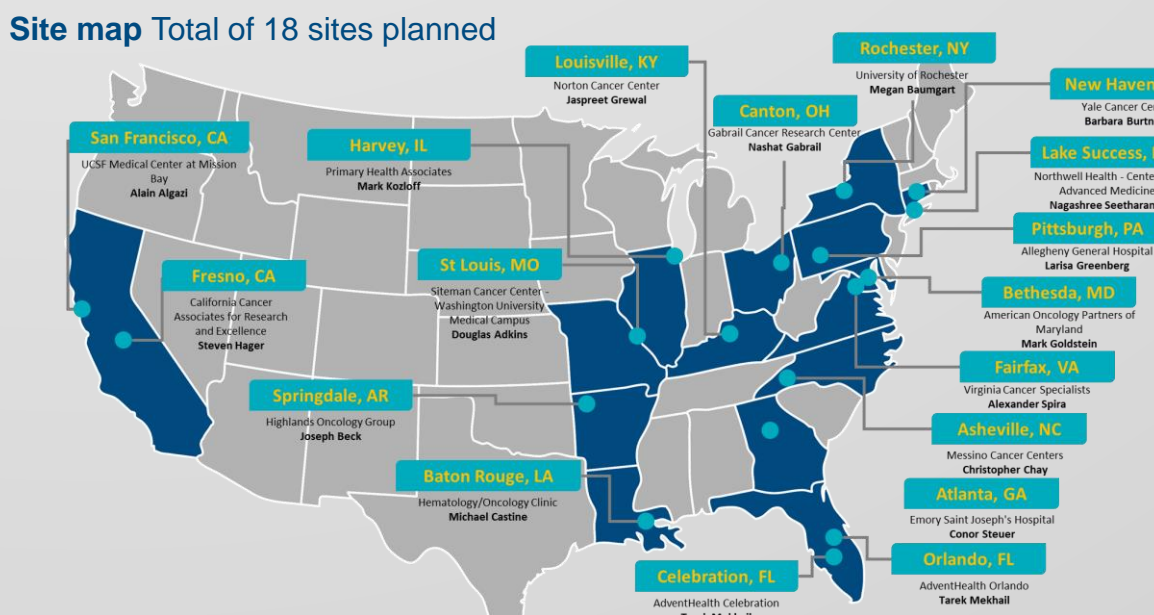 Site map Total of 18 sites planned
Rochester, NY
University of Rochester
Megan Baumgart
Louisville, KY
Norton Cancer Center
Jaspreet Grewal
New Haven
Yale Cancer Ce
Barbara Burtn
Canton, OH
Gabrail Cancer Research Center
Nashat Gabrail
San Francisco, CA
UCSF Medical Center at Mission
Bay
Alain Algazi
Harvey, IL
Primary Health Associates
Mark Kozloff
Lake Success,
Northwell Health - Center
Advanced Medicine
Nagashree Seetharan
Pittsburgh, PA
Allegheny General Hospital
Larisa Greenberg
Fresno, CA
California Cancer
Associates for Research
and Excellence
Steven Hager
St Louis, MO
Siteman Cancer Center -
Washington University
Medical Campus
Douglas Adkins
Bethesda, MD
American Oncology Partners of
Maryland
Mark Goldstein
Fairfax, VA
Virginia Cancer Specialists
Alexander Spira
Springdale, AR
Highlands Oncology Group
Joseph Beck
Asheville, NC
Messino Cancer Centers
Christopher Chay
Baton Rouge, LA
Hematology/Oncology Clinic
Michael Castine
Atlanta, GA
Emory Saint Joseph's Hospital
Conor Steuer
Orlando, FL
AdventHealth Orlando
Tarek Mekhail
Celebration, FL
AdventHealth Celebration